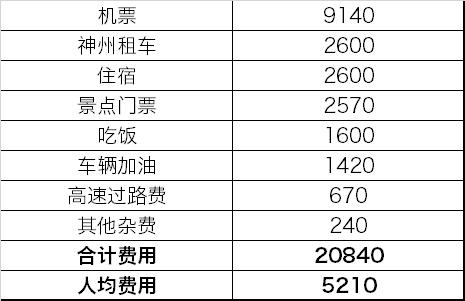 机票 9140
神州租车 2600
住宿 2600
景点门票 2570
吃饭 1600
车辆加油 1420
高速过路费 670
其他杂费 240
合计费用 20840
人均费用 5210